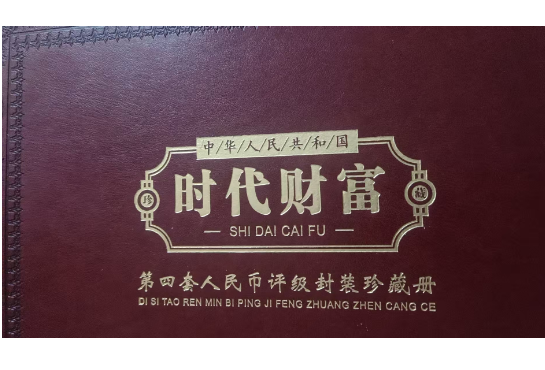 中/华/人/民/共/和/国
珍 时代财富 藏
— SHI DAI CAI FU —
第四套人民币评级封装珍藏册
DI SI TAO REN MIN BI PING JI FENG ZHUANG ZHEN CANG CE